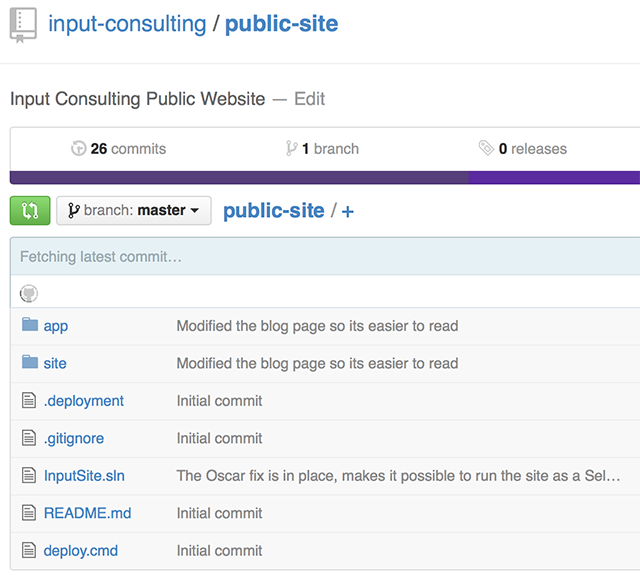 input-consulting / public-site
Input Consulting Public Website — Edit
26 commits 1 branch 0 releases
branch: master public-site / +
Fetching latest commit…
app Modified the blog page so its easier to read
site Modified the blog page so its easier to read
.deployment Initial commit
.gitignore Initial commit
InputSite.sln The Oscar fix is in place, makes it possible to run the site as a Sel…
README.md Initial commit
deploy.cmd Initial commit